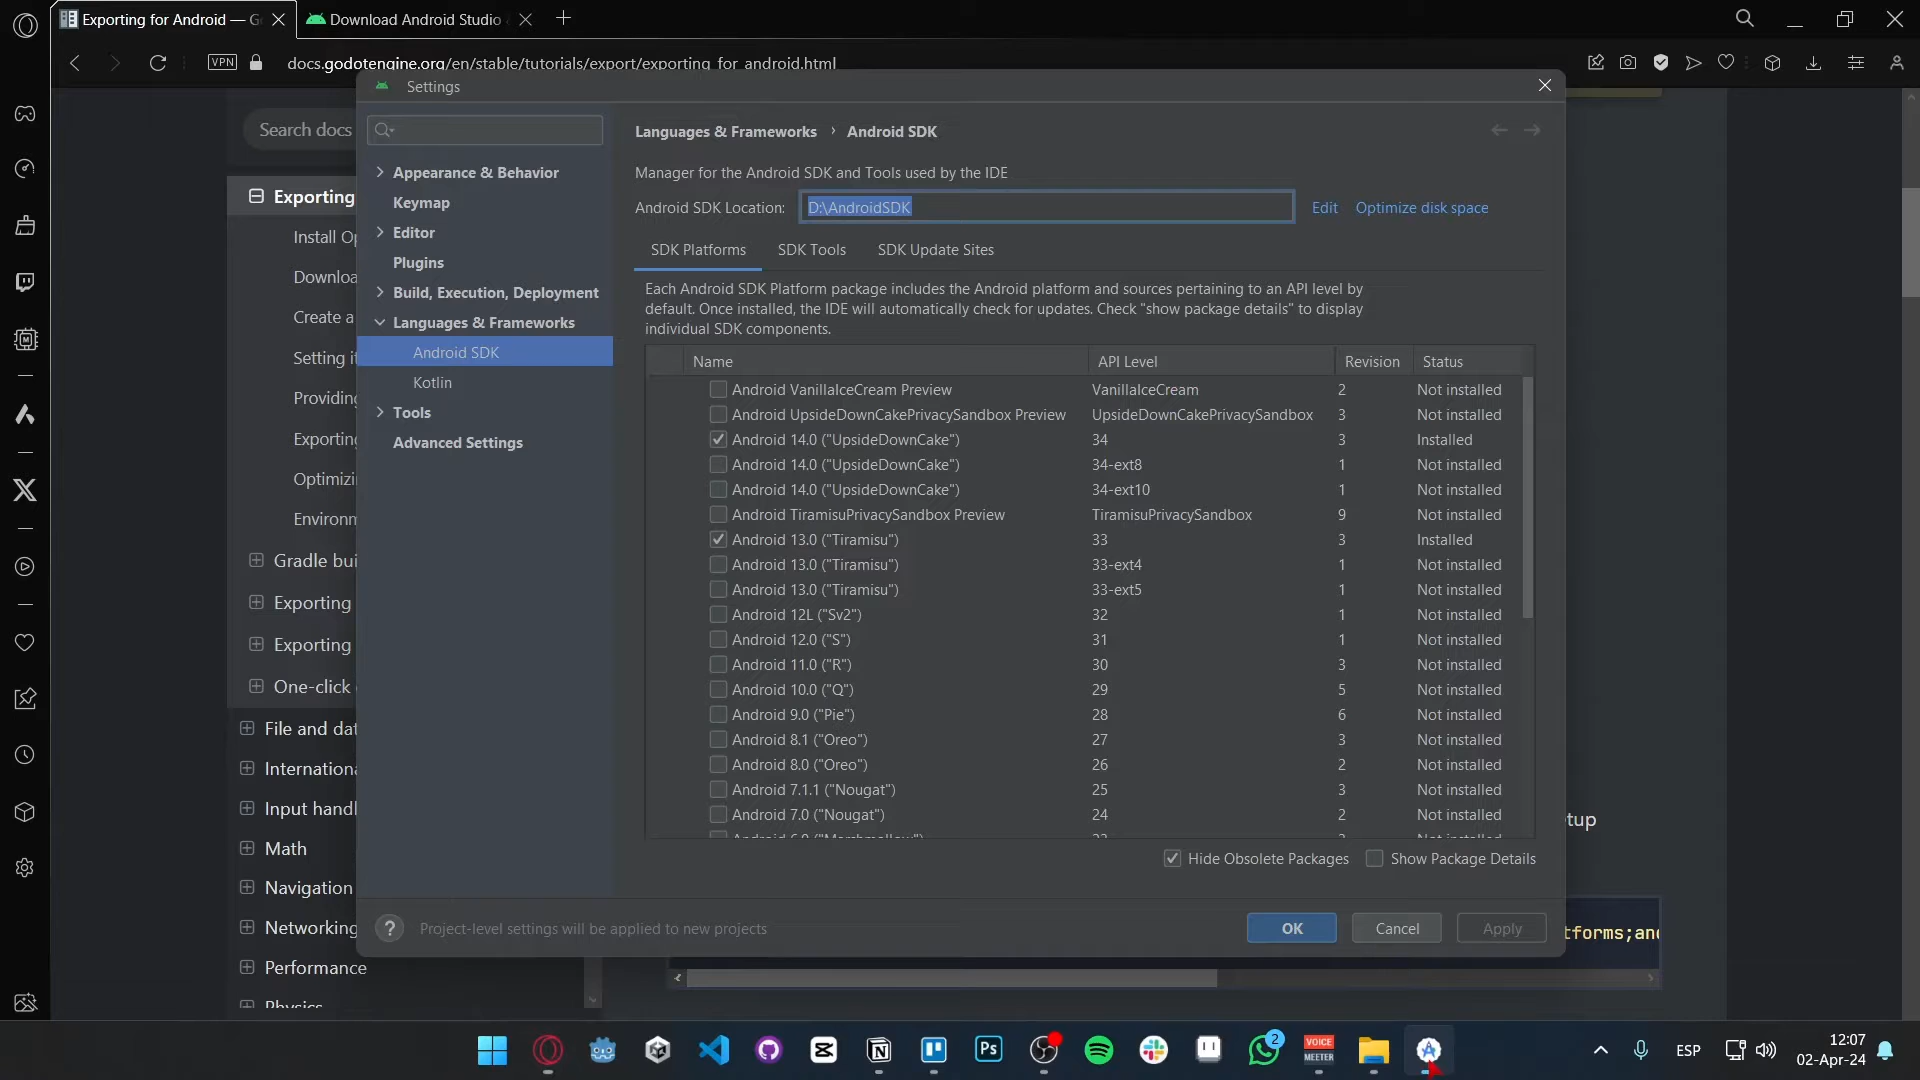 Exporting for Android — G
Download Android Studio
VPN
docs.godotengine.org/en/stable/tutorials/export/exporting_for_android.html
Settings
Search docs
Exporting
Install Op
Downloa
Create a
Setting it
Providing
Exporting
Optimizi
Environm
Gradle bui
Exporting
Exporting
One-click
File and dat
Internationa
Input handl
Math
Navigation
Networking
Performance
Physics
Appearance & Behavior
Keymap
Editor
Plugins
Build, Execution, Deployment
Languages & Frameworks
Android SDK
Kotlin
Tools
Advanced Settings
Languages & Frameworks › Android SDK
Manager for the Android SDK and Tools used by the IDE
Android SDK Location: D:\AndroidSDK Edit Optimize disk space
SDK Platforms SDK Tools SDK Update Sites
Each Android SDK Platform package includes the Android platform and sources pertaining to an API level by
default. Once installed, the IDE will automatically check for updates. Check "show package details" to display
individual SDK components.
Name API Level Revision Status
Android VanillaIceCream Preview VanillaIceCream 2 Not installed
Android UpsideDownCakePrivacySandbox Preview UpsideDownCakePrivacySandbox 3 Not installed
Android 14.0 ("UpsideDownCake") 34 3 Installed
Android 14.0 ("UpsideDownCake") 34-ext8 1 Not installed
Android 14.0 ("UpsideDownCake") 34-ext10 1 Not installed
Android TiramisuPrivacySandbox Preview TiramisuPrivacySandbox 9 Not installed
Android 13.0 ("Tiramisu") 33 3 Installed
Android 13.0 ("Tiramisu") 33-ext4 1 Not installed
Android 13.0 ("Tiramisu") 33-ext5 1 Not installed
Android 12L ("Sv2") 32 1 Not installed
Android 12.0 ("S") 31 1 Not installed
Android 11.0 ("R") 30 3 Not installed
Android 10.0 ("Q") 29 5 Not installed
Android 9.0 ("Pie") 28 6 Not installed
Android 8.1 ("Oreo") 27 3 Not installed
Android 8.0 ("Oreo") 26 2 Not installed
Android 7.1.1 ("Nougat") 25 3 Not installed
Android 7.0 ("Nougat") 24 2 Not installed
Hide Obsolete Packages Show Package Details
? Project-level settings will be applied to new projects
OK Cancel Apply
tup
tforms;and
Ps
2
VOICE
MEETER
ESP
12:07
02-Apr-24